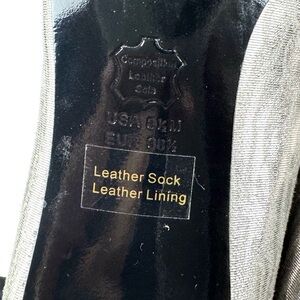 Composition
Leather
Sole
USA
EUR
Leather Sock
Leather Lining